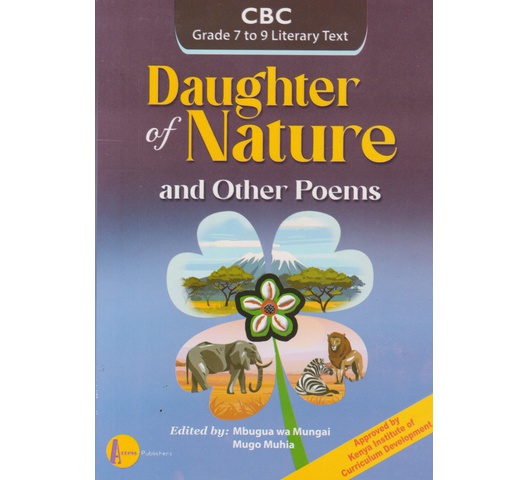 CBC
Grade 7 to 9 Literary Text
Daughter
of Nature
and Other Poems
Edited by: Mbugua wa Mungai
Mugo Muhia
Approved by
Kenya Institute of
Curriculum Development
Publishers